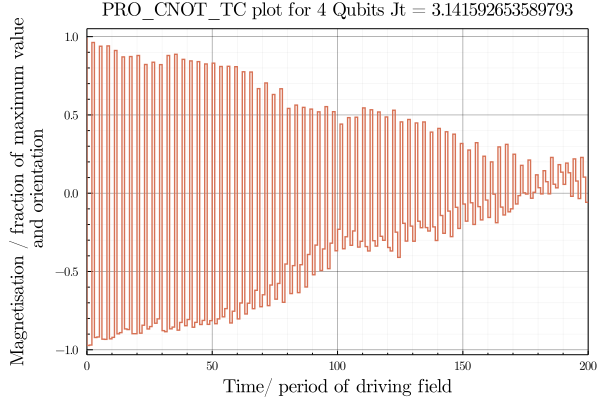 PRO_CNOT_TC plot for 4 Qubits Jt = 3.141592653589793
Magnetisation / fraction of maximum value
and orientation
1.0
0.5
0.0
−0.5
−1.0
0 50 100 150 200
Time/ period of driving field